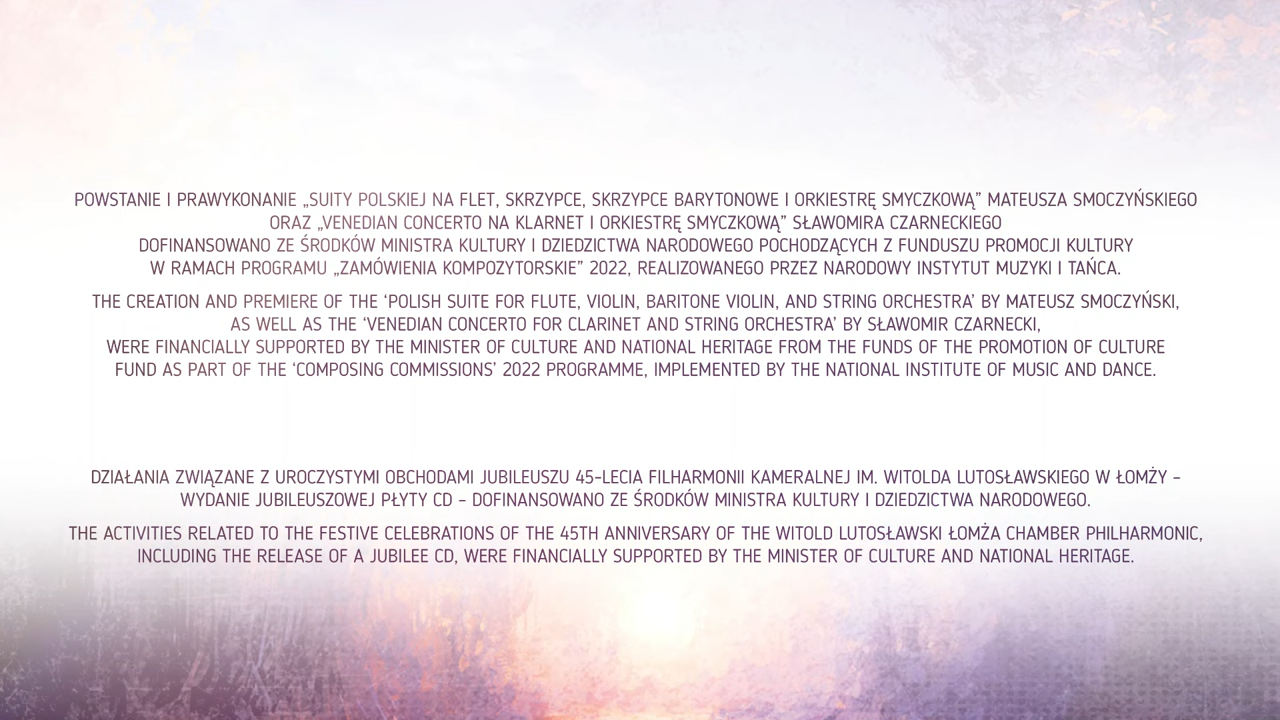 POWSTANIE I PRAWYKONANIE „SUITY POLSKIEJ NA FLET, SKRZYPCE, SKRZYPCE BARYTONOWE I ORKIESTRĘ SMYCZKOWĄ” MATEUSZA SMOCZYŃSKIEGO
ORAZ „VENEDIAN CONCERTO NA KLARNET I ORKIESTRĘ SMYCZKOWĄ” SŁAWOMIRA CZARNECKIEGO
DOFINANSOWANO ZE ŚRODKÓW MINISTRA KULTURY I DZIEDZICTWA NARODOWEGO POCHODZĄCYCH Z FUNDUSZU PROMOCJI KULTURY
W RAMACH PROGRAMU „ZAMÓWIENIA KOMPOZYTORSKIE” 2022, REALIZOWANEGO PRZEZ NARODOWY INSTYTUT MUZYKI I TAŃCA.
THE CREATION AND PREMIERE OF THE ‘POLISH SUITE FOR FLUTE, VIOLIN, BARITONE VIOLIN, AND STRING ORCHESTRA’ BY MATEUSZ SMOCZYŃSKI,
AS WELL AS THE ‘VENEDIAN CONCERTO FOR CLARINET AND STRING ORCHESTRA’ BY SŁAWOMIR CZARNECKI,
WERE FINANCIALLY SUPPORTED BY THE MINISTER OF CULTURE AND NATIONAL HERITAGE FROM THE FUNDS OF THE PROMOTION OF CULTURE
FUND AS PART OF THE ‘COMPOSING COMMISSIONS’ 2022 PROGRAMME, IMPLEMENTED BY THE NATIONAL INSTITUTE OF MUSIC AND DANCE.
DZIAŁANIA ZWIĄZANE Z UROCZYSTYMI OBCHODAMI JUBILEUSZU 45-LECIA FILHARMONII KAMERALNEJ IM. WITOLDA LUTOSŁAWSKIEGO W ŁOMŻY –
WYDANIE JUBILEUSZOWEJ PŁYTY CD – DOFINANSOWANO ZE ŚRODKÓW MINISTRA KULTURY I DZIEDZICTWA NARODOWEGO.
THE ACTIVITIES RELATED TO THE FESTIVE CELEBRATIONS OF THE 45TH ANNIVERSARY OF THE WITOLD LUTOSŁAWSKI ŁOMŻA CHAMBER PHILHARMONIC,
INCLUDING THE RELEASE OF A JUBILEE CD, WERE FINANCIALLY SUPPORTED BY THE MINISTER OF CULTURE AND NATIONAL HERITAGE.